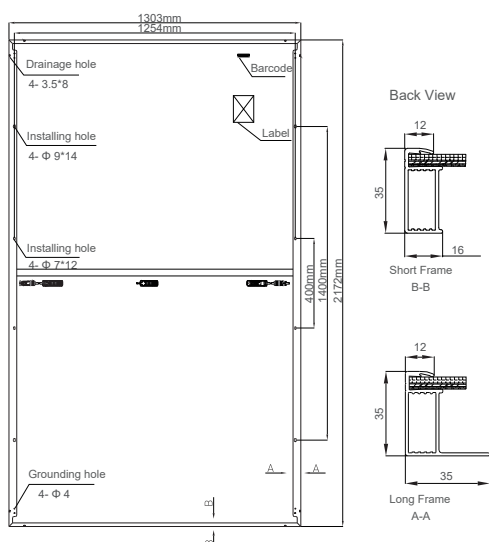 1303mm
1254mm
Drainage hole
4- 3.5*8
Barcode
Label
Installing hole
4- Φ 9*14
Installing hole
4- Φ 7*12
400mm
1400mm
2172mm
Grounding hole
4- Φ 4
A
A
B
B
Back View
12
35
16
Short Frame
B-B
12
35
35
Long Frame
A-A